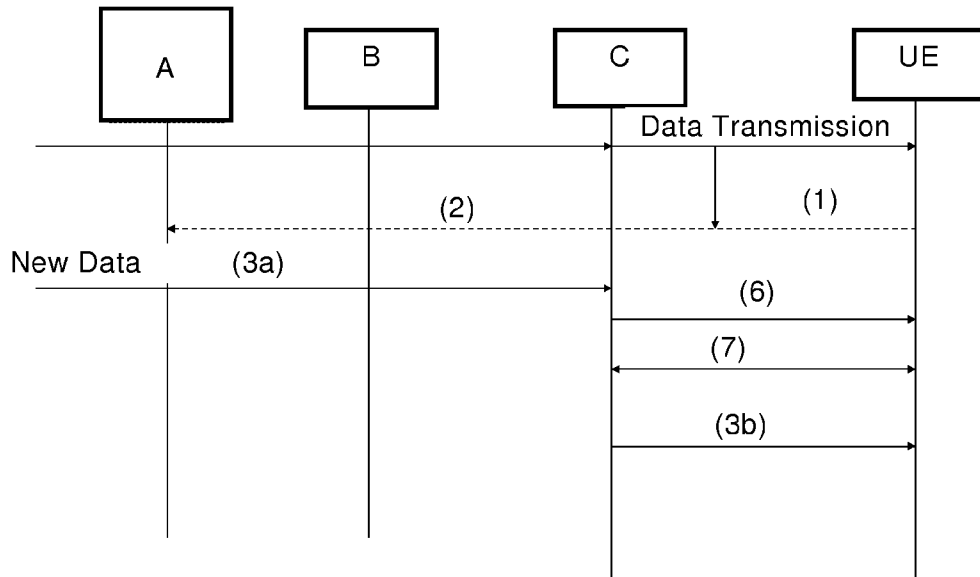 A
B
C
UE
Data Transmission
(1)
(2)
New Data
(3a)
(6)
(7)
(3b)